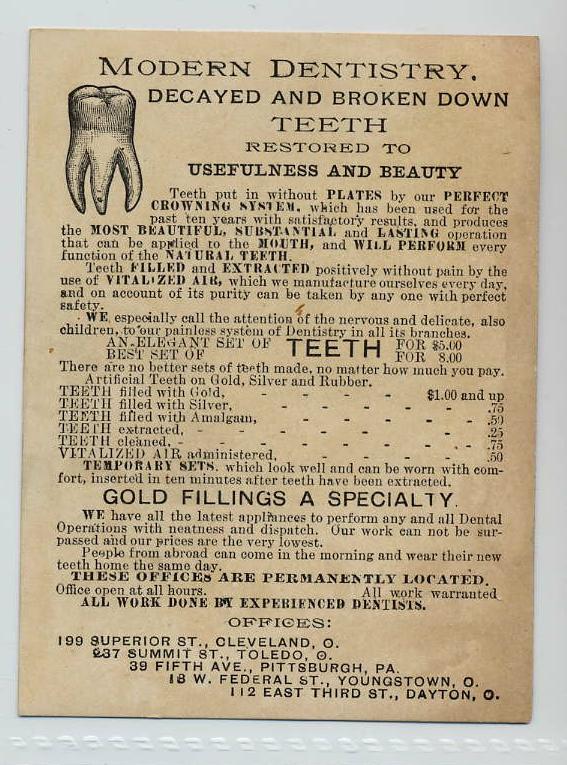 MODERN DENTISTRY.
DECAYED AND BROKEN DOWN
TEETH
RESTORED TO
USEFULNESS AND BEAUTY
Teeth put in without PLATES by our PERFECT
CROWNING SYSTEM, which has been used for the
past ten years with satisfactory results, and produces
the MOST BEAUTIFUL, SUBSTANTIAL and LASTING operation
that can be applied to the MOUTH, and WILL PERFORM every
function of the NATURAL TEETH.
Teeth FILLED and EXTRACTED positively without pain by the
use of VITALIZED AIR, which we manufacture ourselves every day,
and on account of its purity can be taken by any one with perfect
safety.
WE especially call the attention of the nervous and delicate, also
children, to our painless system of Dentistry in all its branches.
AN ELEGANT SET OF TEETH FOR $5.00
BEST SET OF FOR 8.00
There are no better sets of teeth made, no matter how much you pay.
Artificial Teeth on Gold, Silver and Rubber.
TEETH filled with Gold, - - - - - $1.00 and up
TEETH filled with Silver, - - - - - - .75
TEETH filled with Amalgam, - - - - - .50
TEETH extracted, - - - - - - - .25
TEETH cleaned, - - - - - - - - .75
VITALIZED AIR administered, - - - - - .50
TEMPORARY SETS, which look well and can be worn with com-
fort, inserted in ten minutes after teeth have been extracted.
GOLD FILLINGS A SPECIALTY.
WE have all the latest appliances to perform any and all Dental
Operations with neatness and dispatch. Our work can not be sur-
passed and our prices are the very lowest.
People from abroad can come in the morning and wear their new
teeth home the same day.
THESE OFFICES ARE PERMANENTLY LOCATED.
Office open at all hours. All work warranted
ALL WORK DONE BY EXPERIENCED DENTISTS.
OFFICES:
199 SUPERIOR ST., CLEVELAND, O.
237 SUMMIT ST., TOLEDO, O.
39 FIFTH AVE., PITTSBURGH, PA.
18 W. FEDERAL ST., YOUNGSTOWN, O.
112 EAST THIRD ST., DAYTON, O.